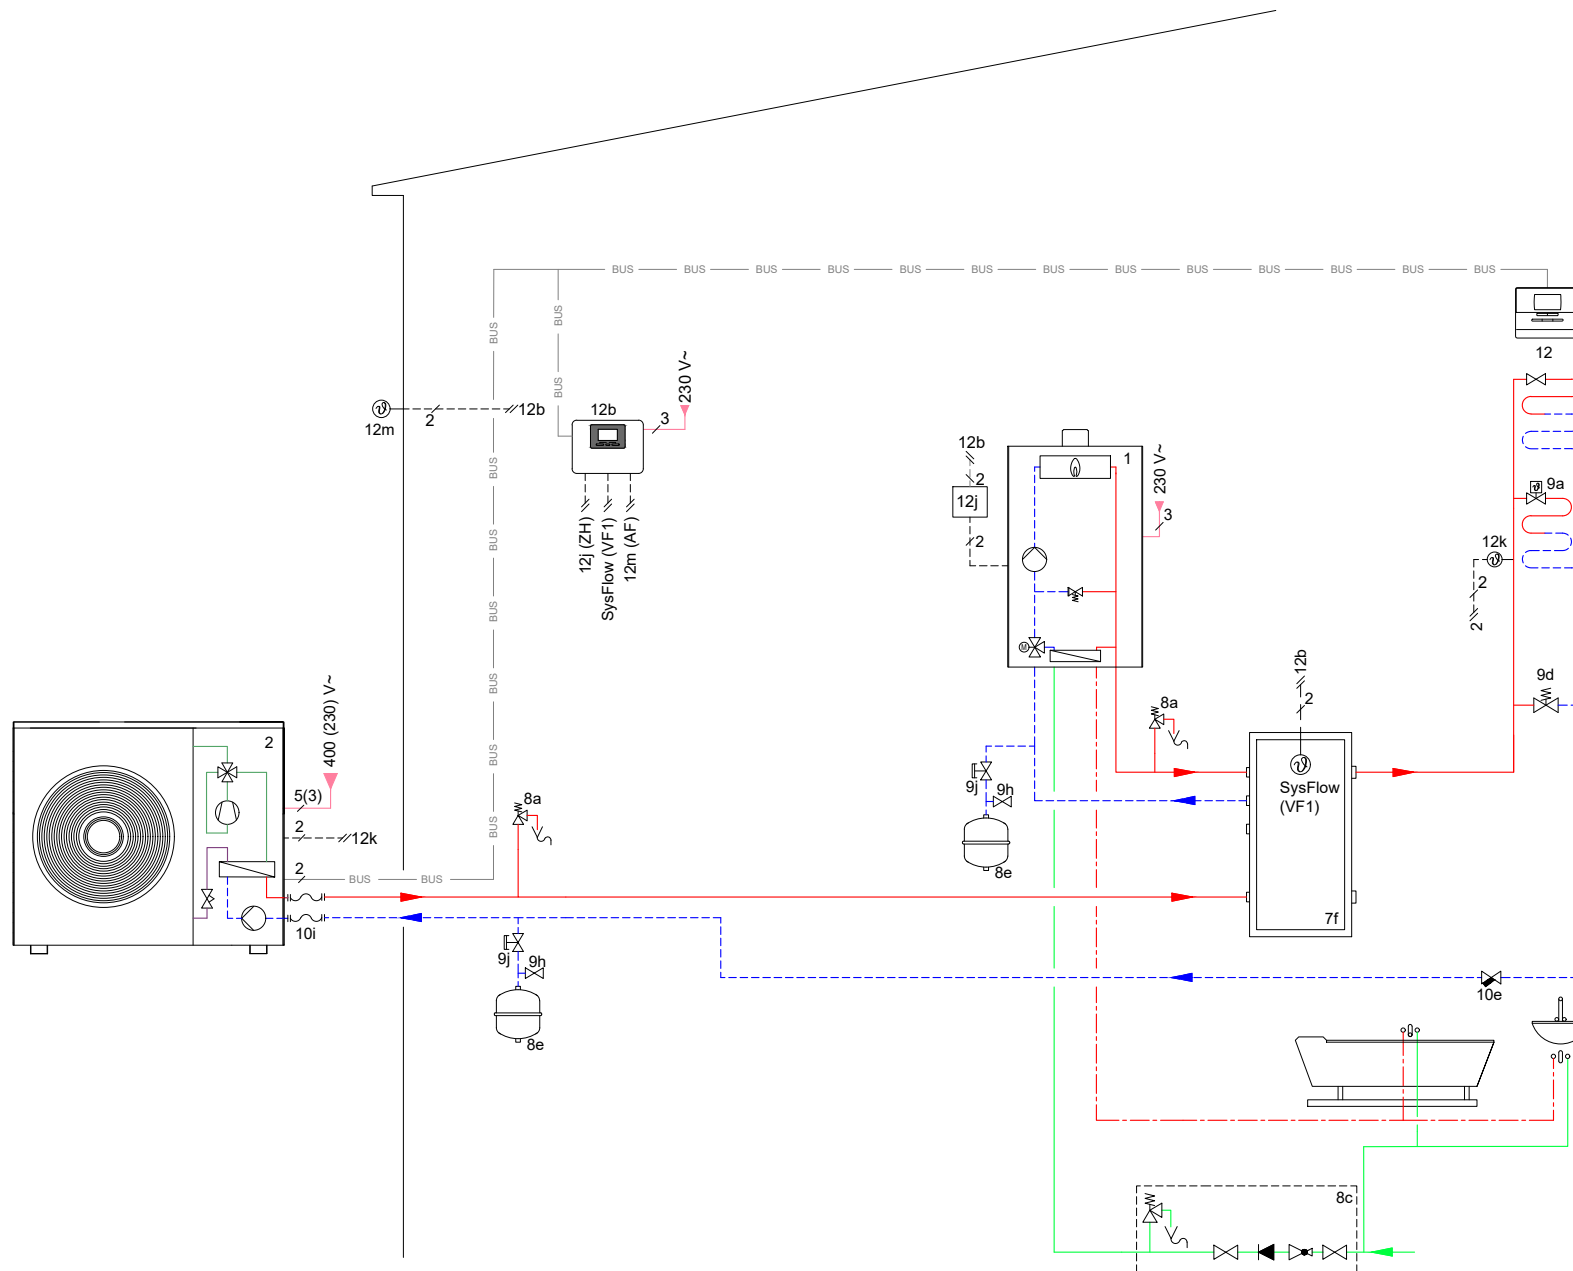 BUS BUS BUS BUS BUS BUS BUS BUS BUS BUS BUS BUS BUS
BUS
BUS
BUS
BUS
BUS
BUS
BUS
BUS
BUS
BUS
BUS BUS
12
12m
2
12b
12b
3
230 V~
12j (ZH)
SysFlow (VF1)
12m (AF)
12b
2
12j
2
1
230 V~
3
9a
12k
2
2
9d
12b
2
8a
SysFlow
(VF1)
7f
9j
9h
8e
2
400 (230) V~
5(3)
2
12k
2
8a
10i
9j
9h
8e
10e
M
8c